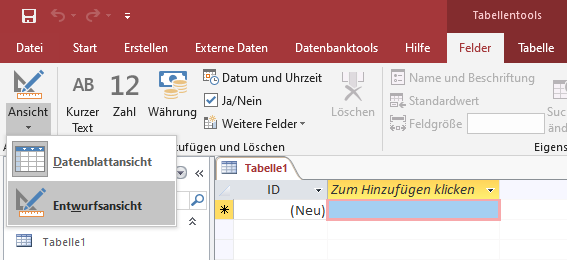 Tabellentools
Datei Start Erstellen Externe Daten Datenbanktools Hilfe Felder Tabelle
Ansicht
AB
Kurzer
Text
12
Zahl
Währung
Datum und Uhrzeit
Ja/Nein
Weitere Felder
Löschen
Name und Beschriftung
Standardwert
Feldgröße
zufügen und Löschen
Eigens
Datenblattansicht
Entwurfsansicht
Tabelle1
Tabelle1
ID Zum Hinzufügen klicken
(Neu)